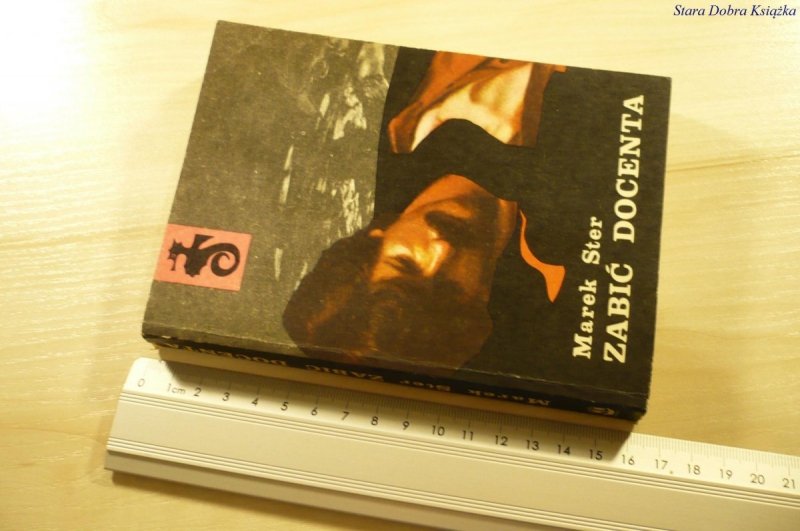 Stara Dobra Książka
Marek Ster
ZABIĆ DOCENTA
Marek Ster ZABIĆ DOCENTA
0 1cm 2 3 4 5 6 7 8 9 10 11 12 13 14 15 16 17 18 19 20 21